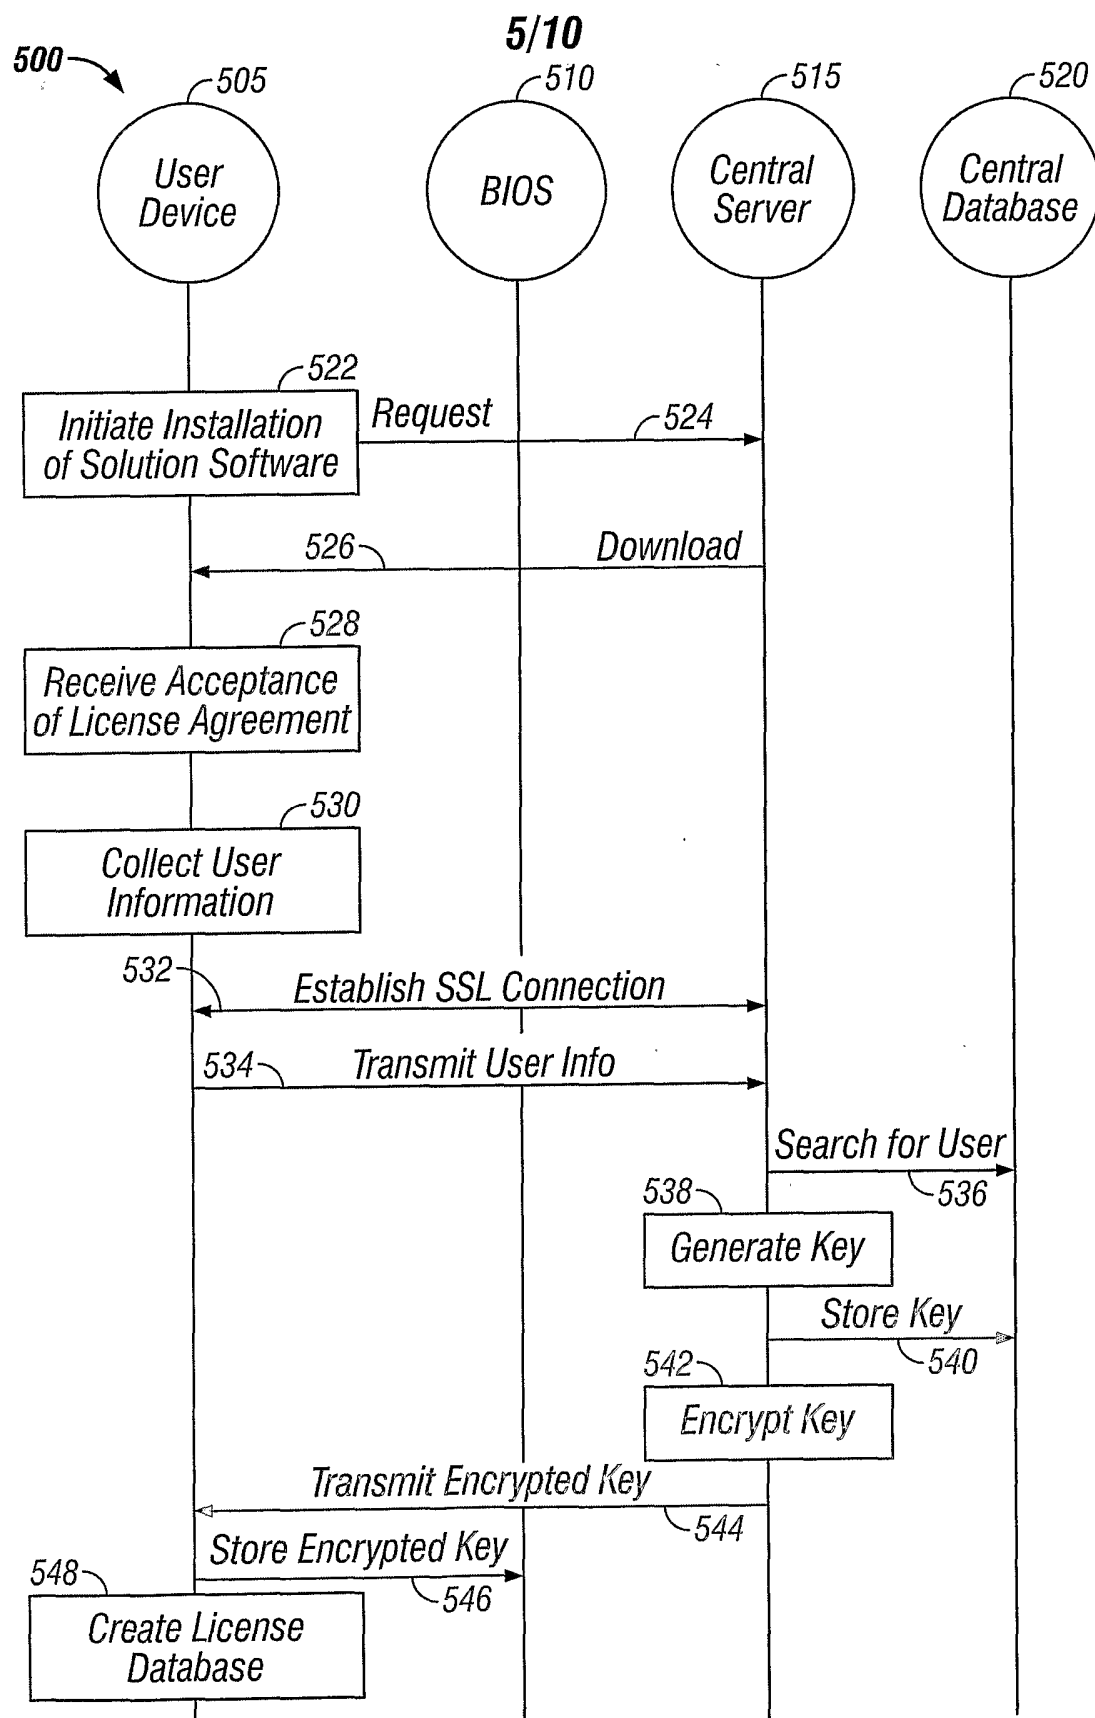 5/10
500
505
510
515
520
User
Device
BIOS
Central
Server
Central
Database
522
Initiate Installation
of Solution Software
Request
524
526
Download
528
Receive Acceptance
of License Agreement
530
Collect User
Information
532
Establish SSL Connection
534
Transmit User Info
Search for User
536
538
Generate Key
Store Key
540
542
Encrypt Key
Transmit Encrypted Key
544
Store Encrypted Key
546
548
Create License
Database